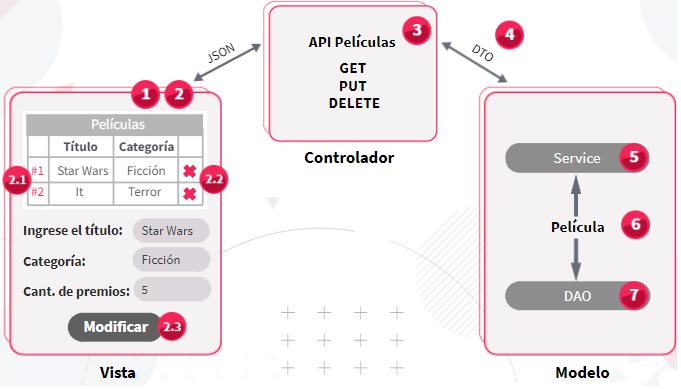 API Películas
3
GET
PUT
DELETE
Controlador
JSON
DTO
4
1
2
Películas
Título Categoría
#1 Star Wars Ficción ✖
#2 It Terror ✖
2.1
2.2
Ingrese el título: Star Wars
Categoría: Ficción
Cant. de premios: 5
Modificar 2.3
Vista
Service 5
Película 6
DAO 7
Modelo